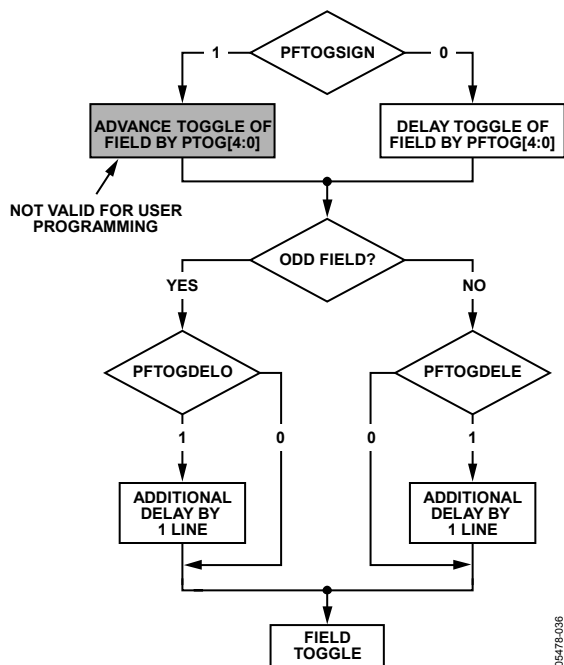 PFTOGSIGN
1
0
ADVANCE TOGGLE OF
FIELD BY PTOG[4:0]
DELAY TOGGLE OF
FIELD BY PFTOG[4:0]
NOT VALID FOR USER
PROGRAMMING
ODD FIELD?
YES
NO
PFTOGDELO
PFTOGDELE
1
0
0
1
ADDITIONAL
DELAY BY
1 LINE
ADDITIONAL
DELAY BY
1 LINE
FIELD
TOGGLE
05478-036